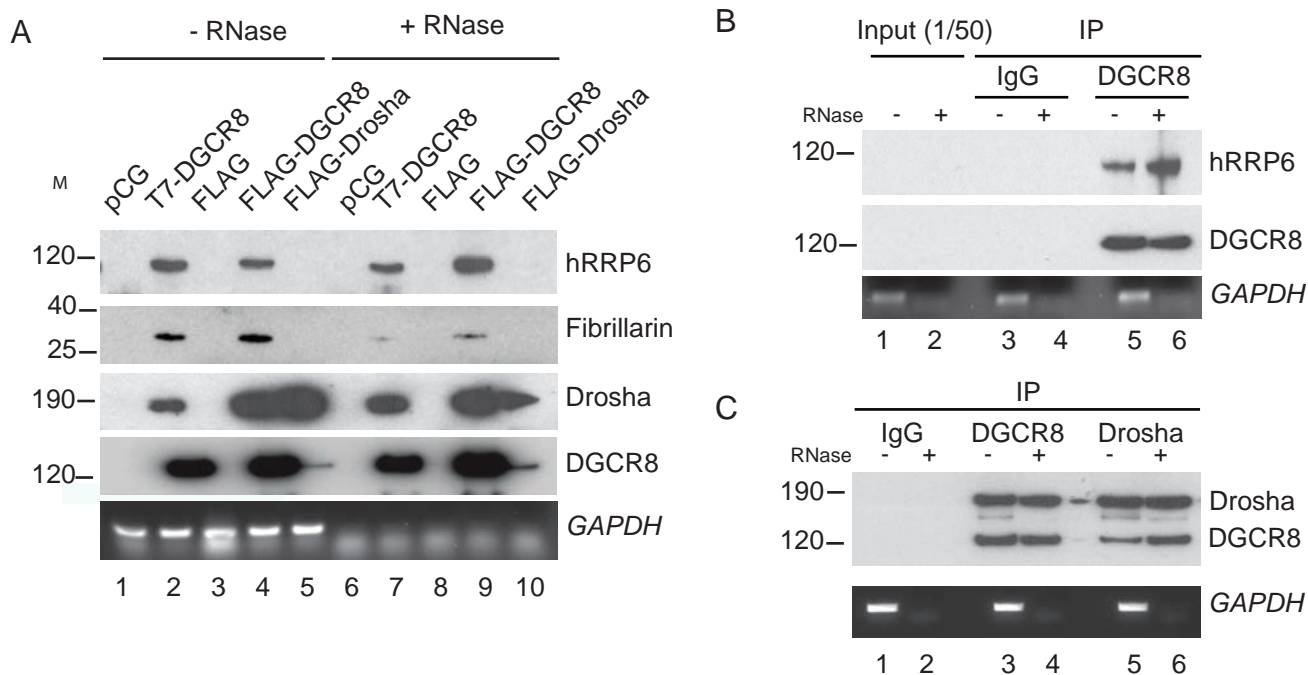 A
- RNase
+ RNase
M
pCG
T7-DGCR8
FLAG
FLAG-DGCR8
FLAG-Drosha
pCG
T7-DGCR8
FLAG
FLAG-DGCR8
FLAG-Drosha
120
hRRP6
40
25
Fibrillarin
190
Drosha
120
DGCR8
GAPDH
1 2 3 4 5 6 7 8 9 10
B
Input (1/50) IP
IgG DGCR8
RNase - + - + - +
120
hRRP6
120
DGCR8
GAPDH
1 2 3 4 5 6
C
IP
IgG DGCR8 Drosha
RNase - + - + - +
190
Drosha
120
DGCR8
GAPDH
1 2 3 4 5 6